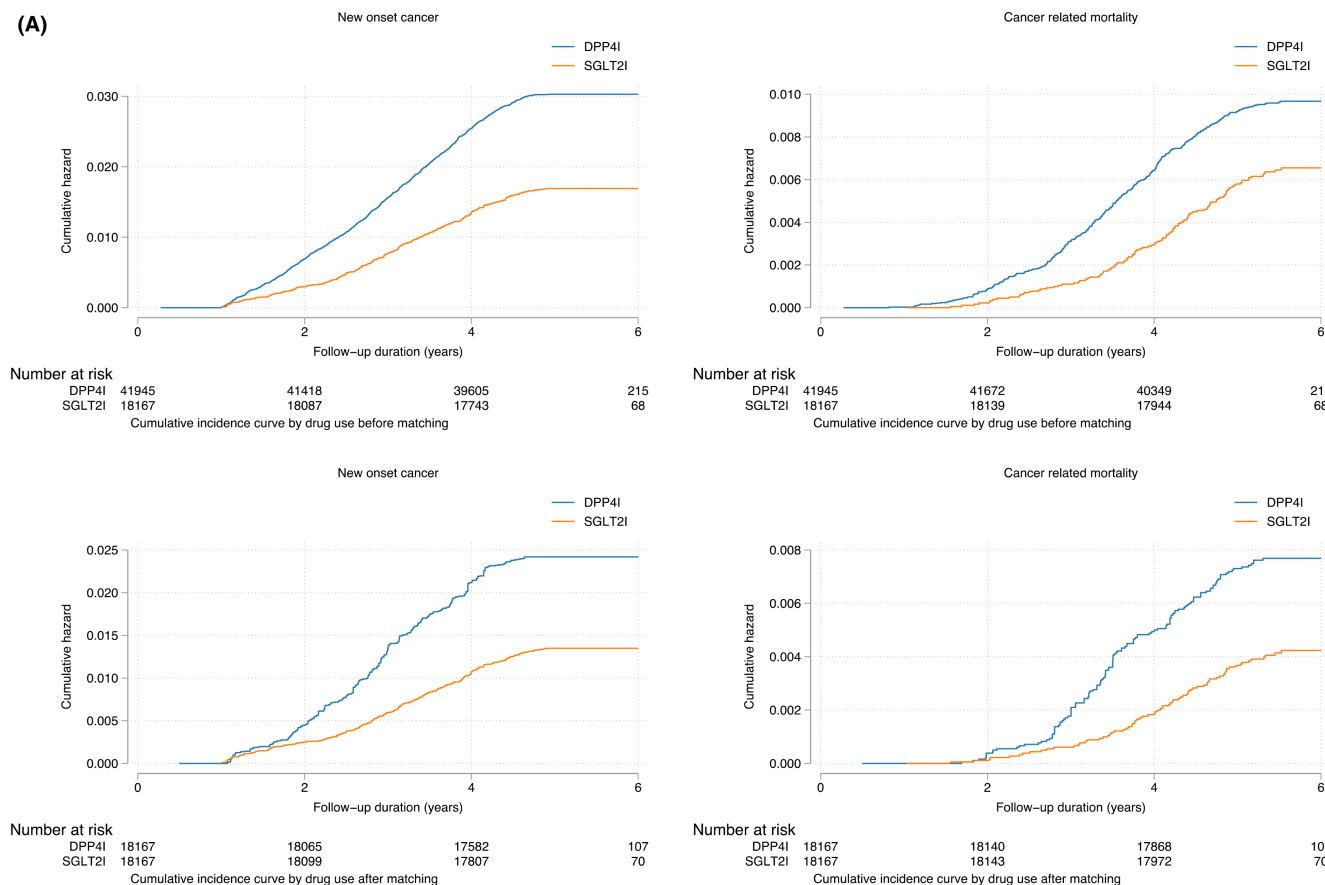 (A)
New onset cancer
DPP4I
SGLT2I
0.030
0.020
0.010
0.000
Cumulative hazard
0 2 4 6
Follow-up duration (years)
Number at risk
DPP4I 41945 41418 39605 215
SGLT2I 18167 18087 17743 68
Cumulative incidence curve by drug use before matching
Cancer related mortality
DPP4I
SGLT2I
0.010
0.008
0.006
0.004
0.002
0.000
Cumulative hazard
0 2 4 6
Follow-up duration (years)
Number at risk
DPP4I 41945 41672 40349 21
SGLT2I 18167 18139 17944 68
Cumulative incidence curve by drug use before matching
New onset cancer
DPP4I
SGLT2I
0.025
0.020
0.015
0.010
0.005
0.000
Cumulative hazard
0 2 4 6
Follow-up duration (years)
Number at risk
DPP4I 18167 18065 17582 107
SGLT2I 18167 18099 17807 70
Cumulative incidence curve by drug use after matching
Cancer related mortality
DPP4I
SGLT2I
0.008
0.006
0.004
0.002
0.000
Cumulative hazard
0 2 4 6
Follow-up duration (years)
Number at risk
DPP4I 18167 18140 17868 10
SGLT2I 18167 18143 17972 70
Cumulative incidence curve by drug use after matching